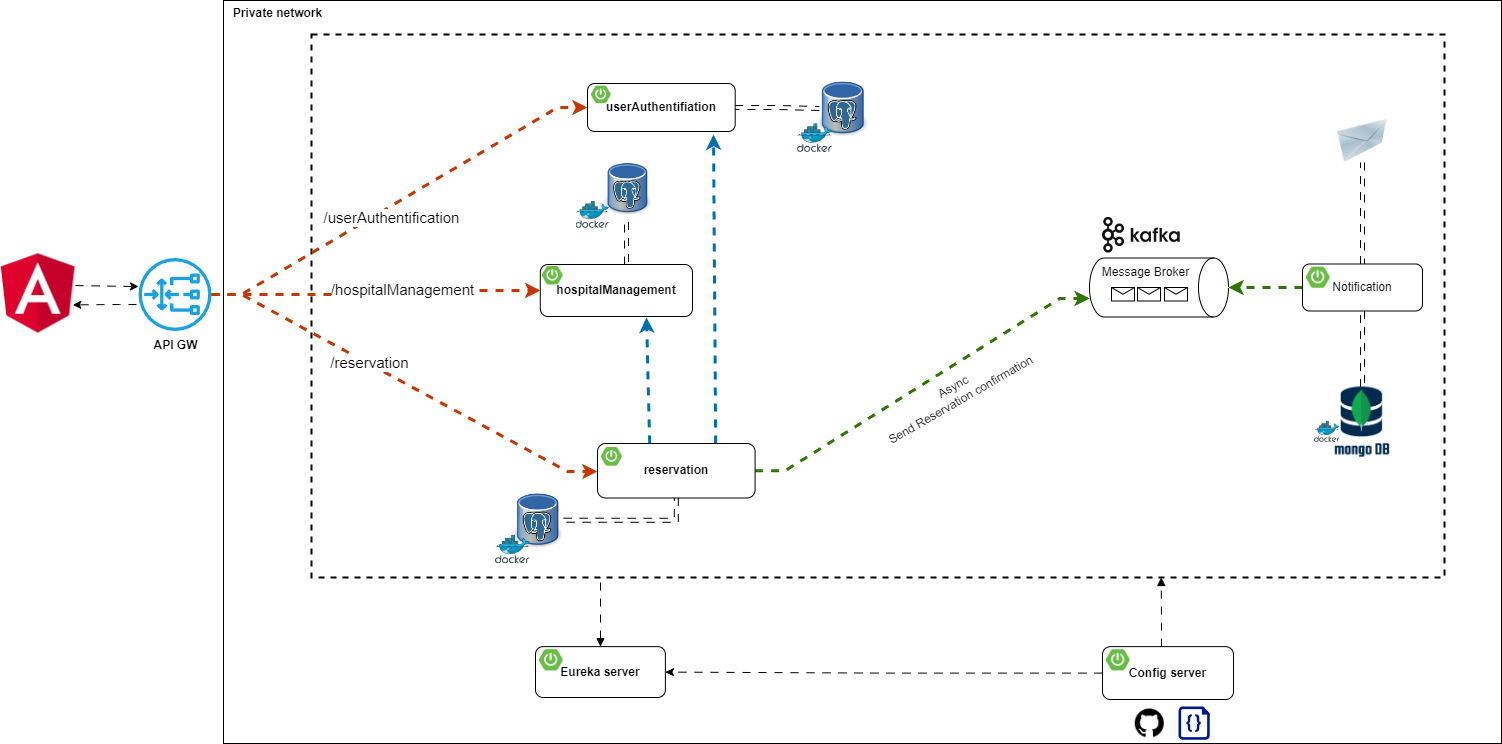 Private network
userAuthentifiation
docker
docker
/userAuthentification
kafka
Message Broker
/hospitalManagement
hospitalManagement
Notification
A
API GW
/reservation
Async
Send Reservation confirmation
docker
mongo DB
reservation
docker
Eureka server
Config server
{}